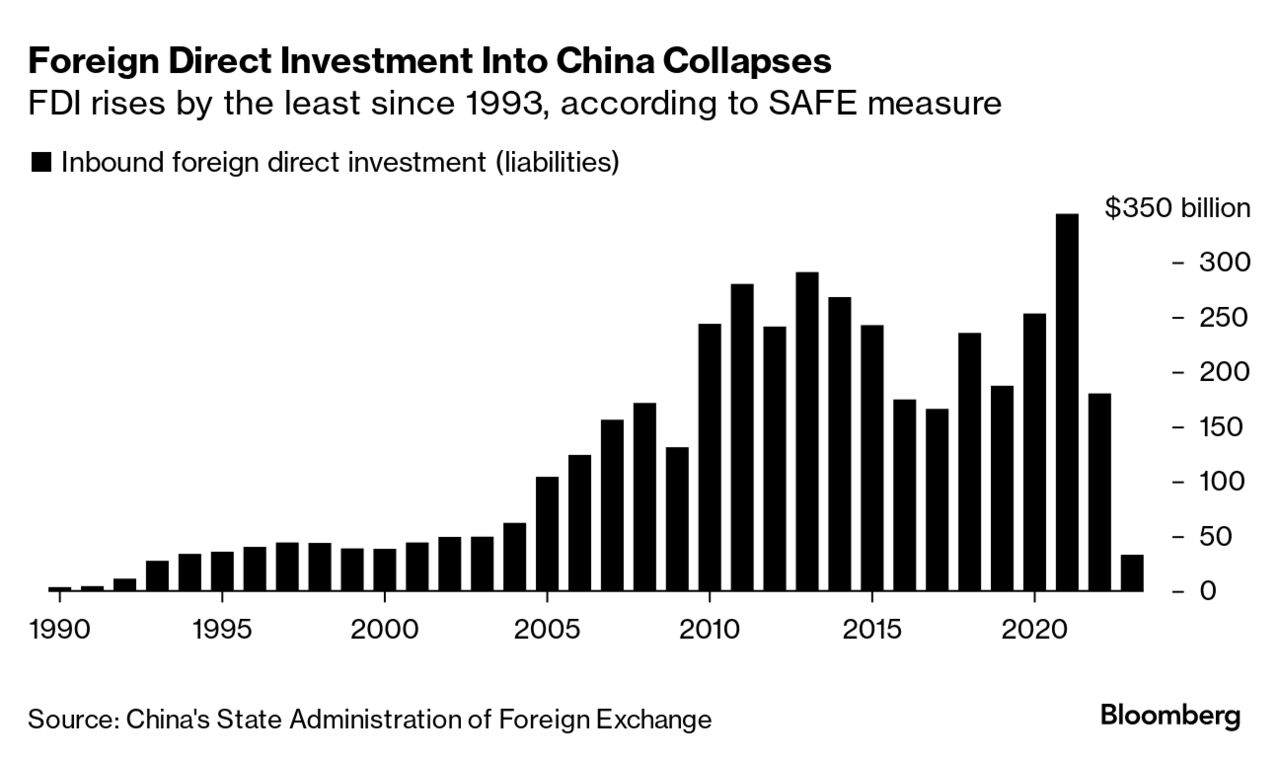 Foreign Direct Investment Into China Collapses
FDI rises by the least since 1993, according to SAFE measure
Inbound foreign direct investment (liabilities)
$350 billion
300
250
200
150
100
50
0
1990 1995 2000 2005 2010 2015 2020
Source: China's State Administration of Foreign Exchange
Bloomberg